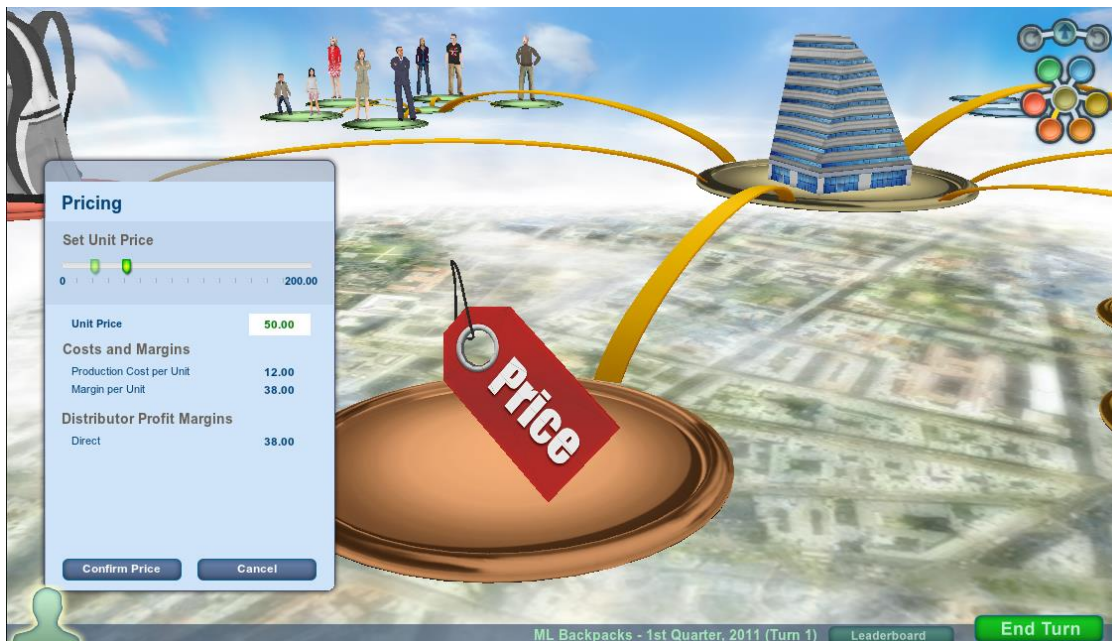 Pricing
Set Unit Price
0 200.00
Unit Price 50.00
Costs and Margins
Production Cost per Unit 12.00
Margin per Unit 38.00
Distributor Profit Margins
Direct 38.00
Confirm Price Cancel
Price
ML Backpacks - 1st Quarter, 2011 (Turn 1) Leaderboard End Turn